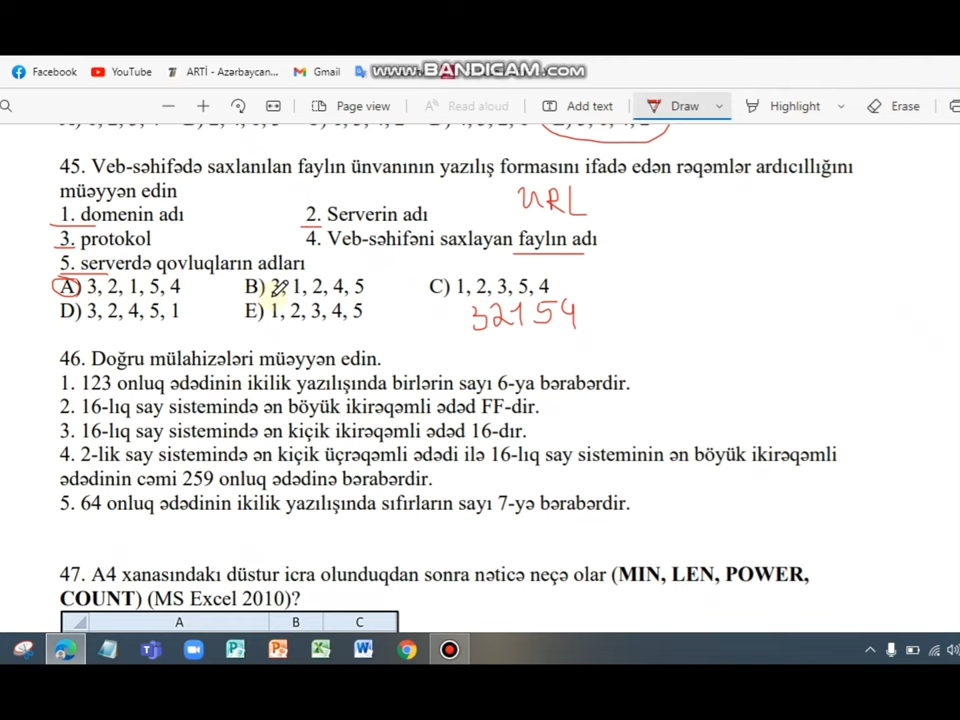 Facebook YouTube ARTİ - Azərbaycan... Gmail www.BANDICAM.com
Page view Read aloud Add text Draw Highlight Erase
45. Veb-səhifədə saxlanılan faylın ünvanının yazılış formasını ifadə edən rəqəmlər ardıcıllığını
müəyyən edin
URL
1. domenin adı 2. Serverin adı
3. protokol 4. Veb-səhifəni saxlayan faylın adı
5. serverdə qovluqların adları
A) 3, 2, 1, 5, 4 B) 3, 1, 2, 4, 5 C) 1, 2, 3, 5, 4
D) 3, 2, 4, 5, 1 E) 1, 2, 3, 4, 5 32154
46. Doğru mülahizələri müəyyən edin.
1. 123 onluq ədədinin ikilik yazılışında birlərin sayı 6-ya bərabərdir.
2. 16-lıq say sistemində ən böyük ikirəqəmli ədəd FF-dir.
3. 16-lıq say sistemində ən kiçik ikirəqəmli ədəd 16-dır.
4. 2-lik say sistemində ən kiçik üçrəqəmli ədədi ilə 16-lıq say sisteminin ən böyük ikirəqəmli
ədədinin cəmi 259 onluq ədədinə bərabərdir.
5. 64 onluq ədədinin ikilik yazılışında sıfırların sayı 7-yə bərabərdir.
47. A4 xanasındakı düstur icra olunduqdan sonra nəticə neçə olar (MIN, LEN, POWER,
COUNT) (MS Excel 2010)?
A B C